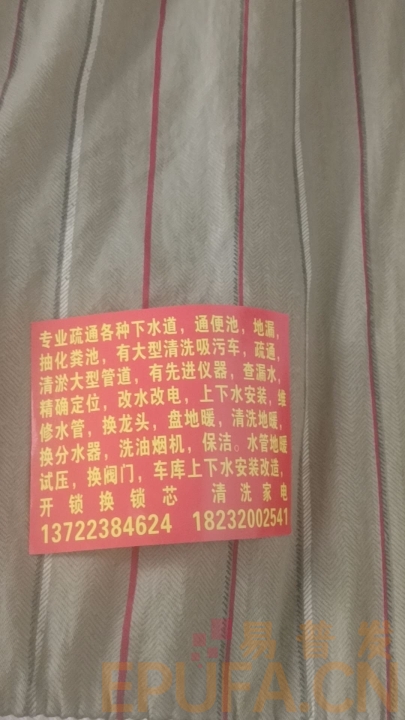 专业疏通各种下水道，通便池，地漏，
抽化粪池，有大型清洗吸污车，疏通，
清淤大型管道，有先进仪器，查漏水，
精确定位，改水改电，上下水安装，维
修水管，换龙头，盘地暖，清洗地暖，
换分水器，洗油烟机，保洁。水管地暖
试压，换阀门，车库上下水安装改造，
开锁换锁芯 清洗家电
13722384624 18232002541
易普发
EPUFA.CN